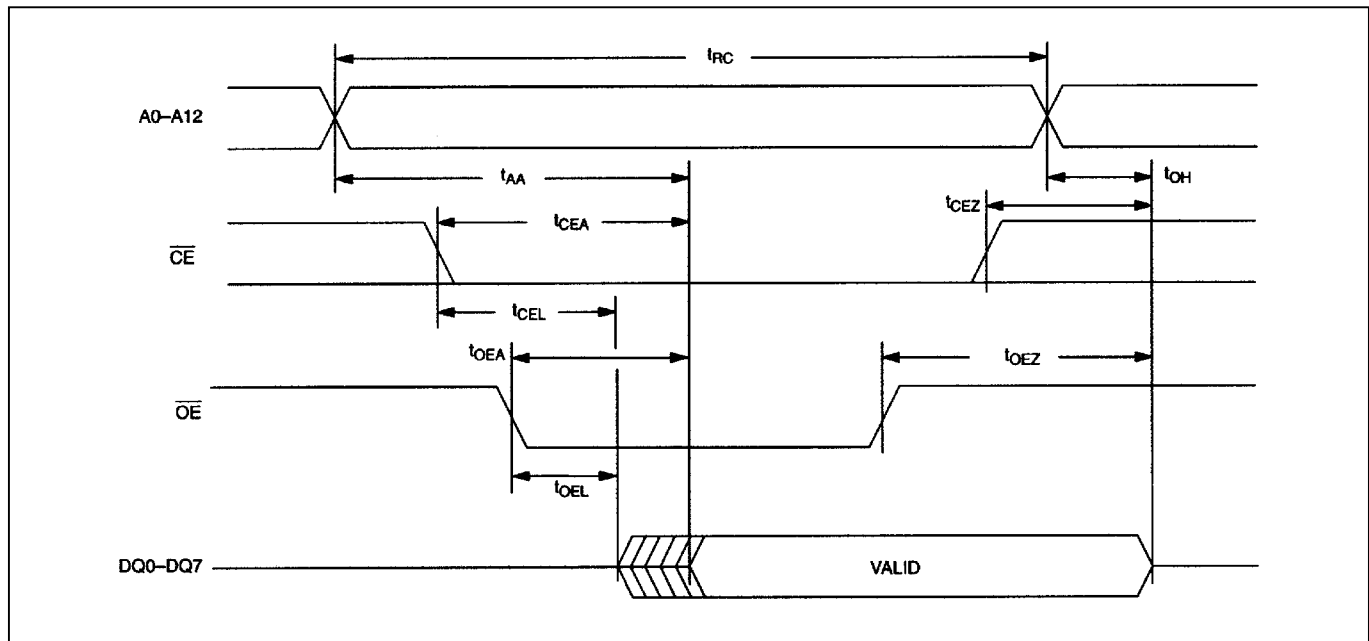 tRC
A0–A12
tAA
tOH
tCEZ
tCEA
CE
tCEL
tOEA
tOEZ
OE
tOEL
DQ0–DQ7
VALID